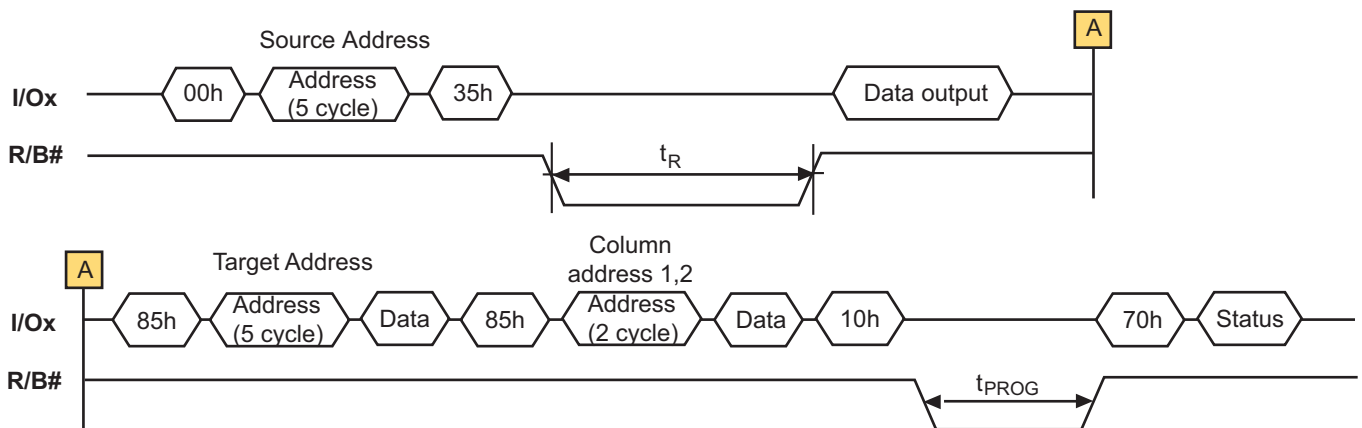 Source Address
A
I/Ox
00h
Address
(5 cycle)
35h
Data output
R/B#
tR
A
Target Address
Column
address 1,2
I/Ox
85h
Address
(5 cycle)
Data
85h
Address
(2 cycle)
Data
10h
70h
Status
R/B#
tPROG